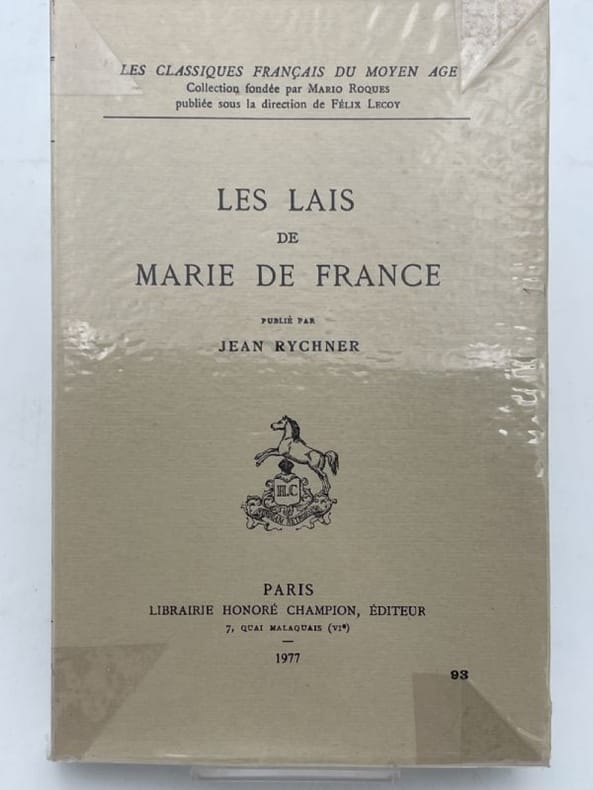 LES CLASSIQUES FRANÇAIS DU MOYEN AGE
Collection fondée par MARIO ROQUES
publiée sous la direction de FÉLIX LECOY
LES LAIS
DE
MARIE DE FRANCE
PUBLIÉ PAR
JEAN RYCHNER
H.C
PARIS
LIBRAIRIE HONORÉ CHAMPION, ÉDITEUR
7, QUAI MALAQUAIS (VIe)
1977
93